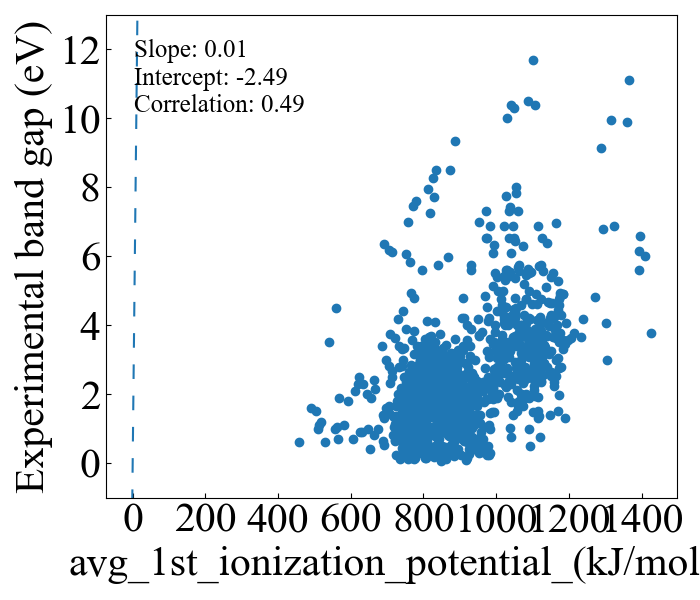 Experimental band gap (eV)
12
10
8
6
4
2
0
Slope: 0.01
Intercept: -2.49
Correlation: 0.49
0 200 400 600 800 1000 1200 1400
avg_1st_ionization_potential_(kJ/mol